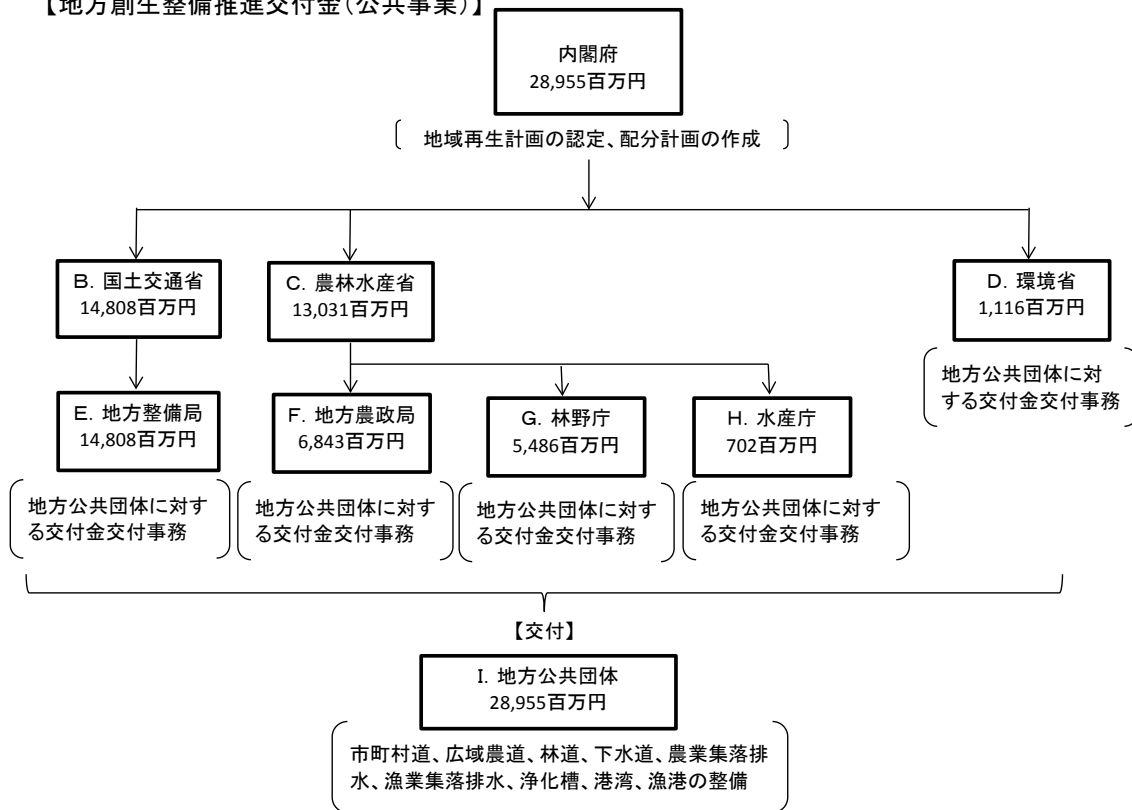 【地方創生整備推進交付金(公共事業)】
内閣府
28,955百万円
地域再生計画の認定、配分計画の作成
B. 国土交通省
14,808百万円
C. 農林水産省
13,031百万円
D. 環境省
1,116百万円
地方公共団体に対
する交付金交付事務
E. 地方整備局
14,808百万円
F. 地方農政局
6,843百万円
G. 林野庁
5,486百万円
H. 水産庁
702百万円
地方公共団体に対す
る交付金交付事務
地方公共団体に対す
る交付金交付事務
地方公共団体に対す
る交付金交付事務
地方公共団体に対す
る交付金交付事務
【交付】
I. 地方公共団体
28,955百万円
市町村道、広域農道、林道、下水道、農業集落排
水、漁業集落排水、浄化槽、港湾、漁港の整備